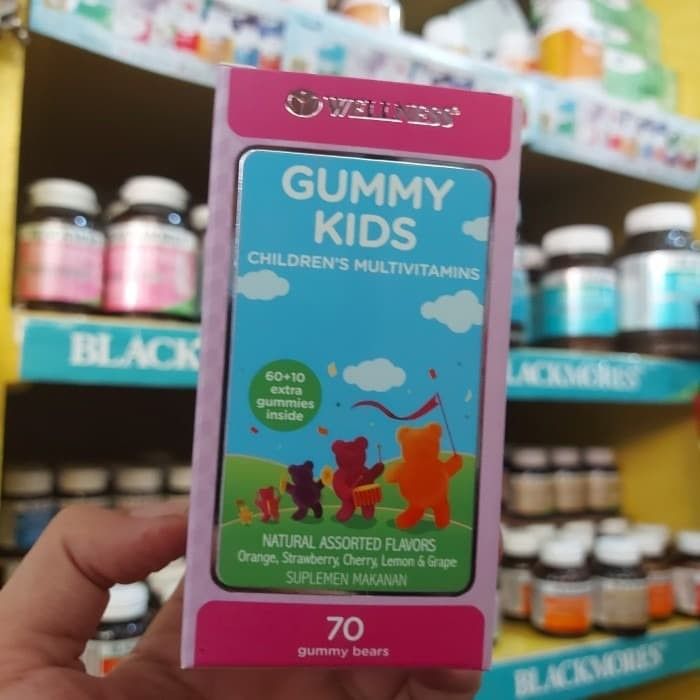 WELLNESS
GUMMY
KIDS
CHILDREN'S MULTIVITAMINS
60+10
extra
gummies
inside
NATURAL ASSORTED FLAVORS
Orange, Strawberry, Cherry, Lemon & Grape
SUPLEMEN MAKANAN
70
gummy bears
BLACK
BLACKMORES
BLACKMORES